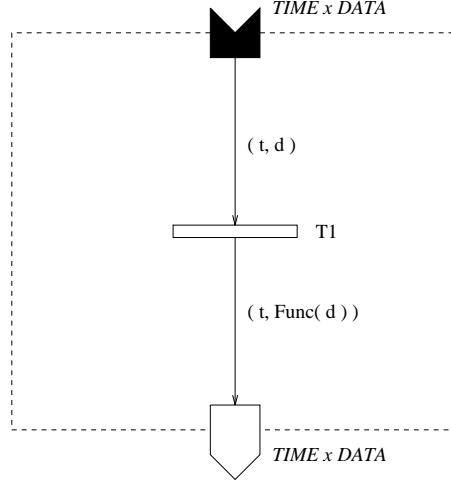 TIME x DATA
( t, d )
T1
( t, Func( d ) )
TIME x DATA